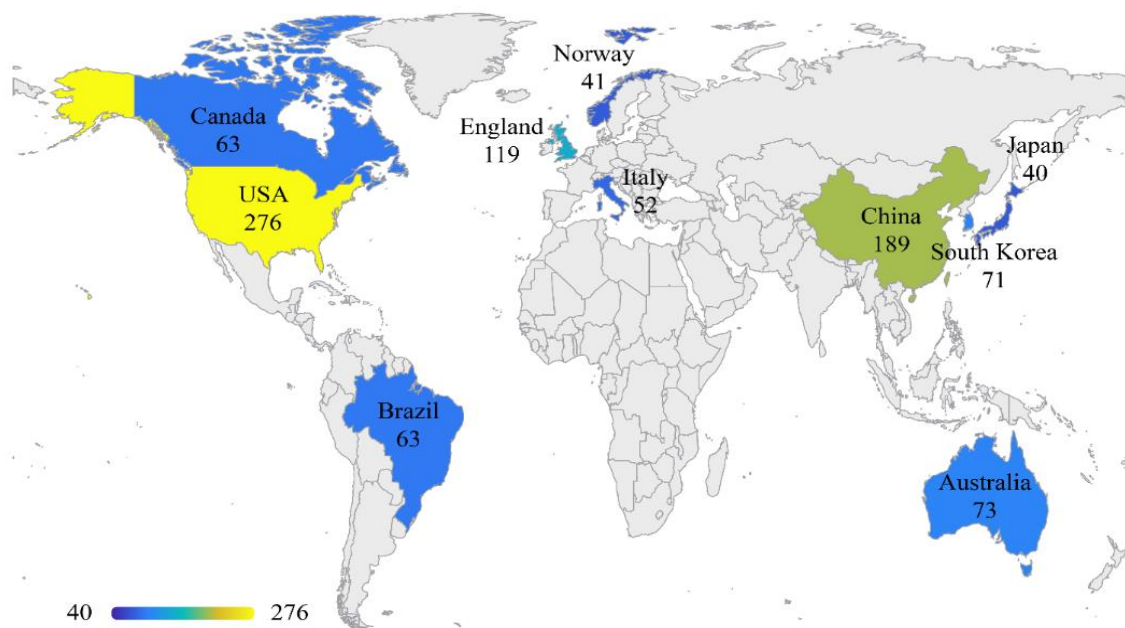 Norway
41
Canada
63
England
119
Japan
40
Italy
52
USA
276
China
189
South Korea
71
Brazil
63
Australia
73
40 276